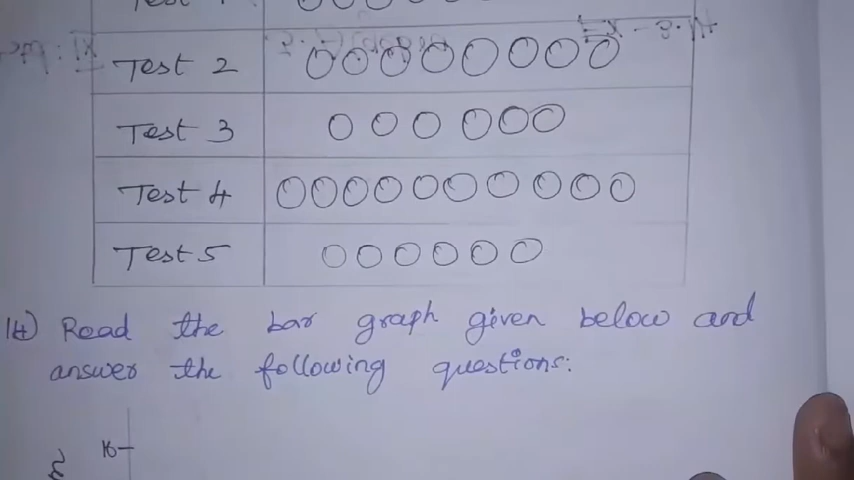 Test 2
Test 3
Test 4
Test 5
14) Read the bar graph given below and
answer the following questions:
16